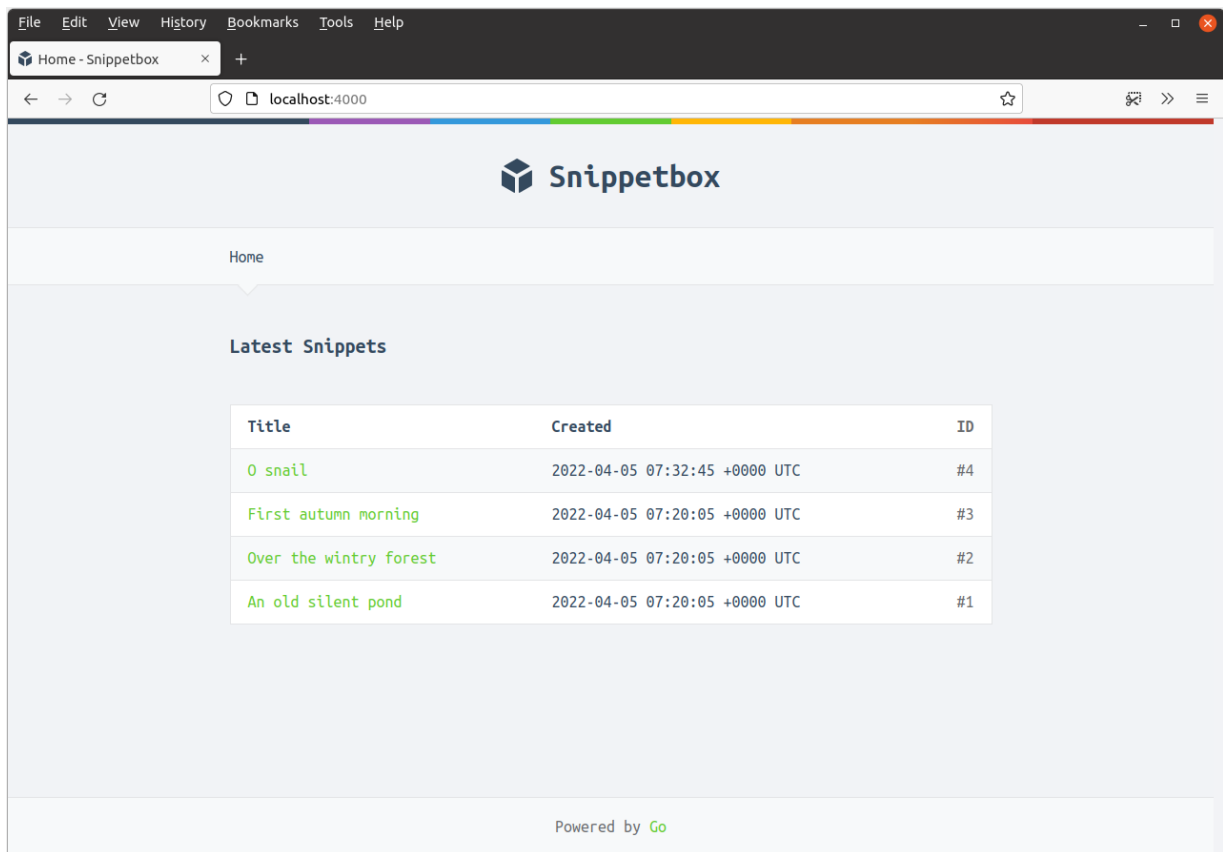 File Edit View History Bookmarks Tools Help
Home - Snippetbox
localhost:4000
Snippetbox
Home
Latest Snippets
Title Created ID
O snail 2022-04-05 07:32:45 +0000 UTC #4
First autumn morning 2022-04-05 07:20:05 +0000 UTC #3
Over the wintry forest 2022-04-05 07:20:05 +0000 UTC #2
An old silent pond 2022-04-05 07:20:05 +0000 UTC #1
Powered by Go